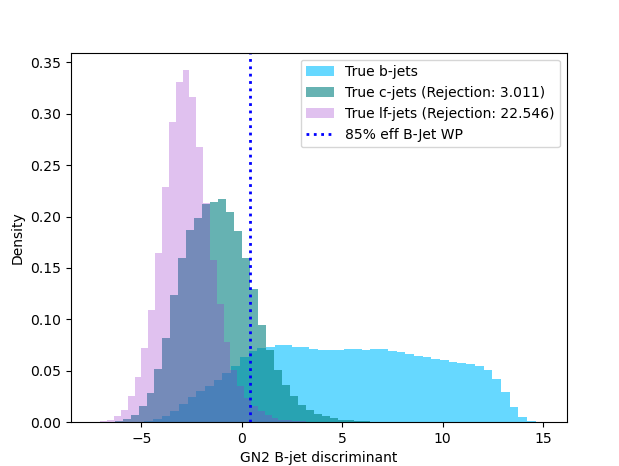 0.35
0.30
0.25
0.20
0.15
0.10
0.05
0.00
Density
True b-jets
True c-jets (Rejection: 3.011)
True lf-jets (Rejection: 22.546)
85% eff B-Jet WP
−5 0 5 10 15
GN2 B-jet discriminant